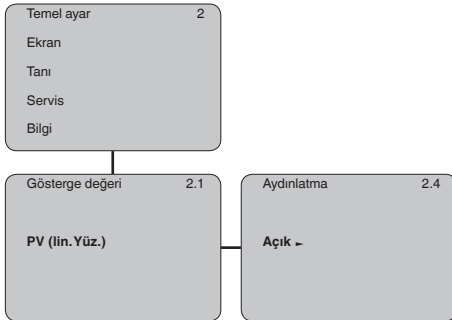 Temel ayar 2
Ekran
Tanı
Servis
Bilgi
Gösterge değeri 2.1
PV (lin.Yüz.)
Aydınlatma 2.4
Açık ►